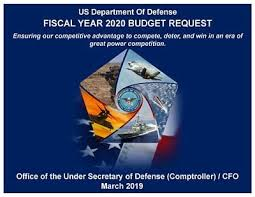 US Department Of Defense
FISCAL YEAR 2020 BUDGET REQUEST
Ensuring our competitive advantage to compete, deter, and win in an era of
great power competition.
Office of the Under Secretary of Defense (Comptroller) / CFO
March 2019